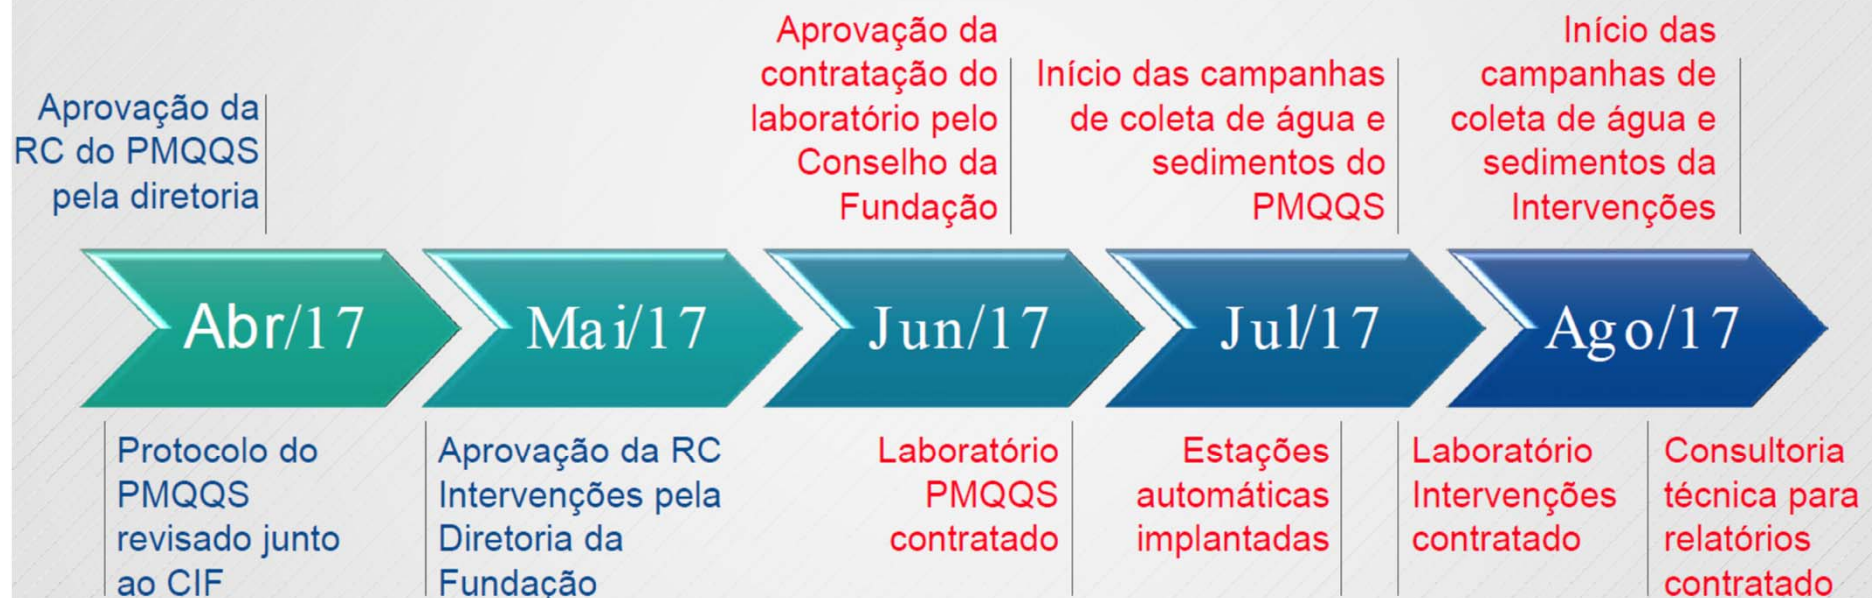 Aprovação da
RC do PMQQS
pela diretoria
Aprovação da
contratação do
laboratório pelo
Conselho da
Fundação
Início das campanhas
de coleta de água e
sedimentos do
PMQQS
Início das
campanhas de
coleta de água e
sedimentos da
Intervenções
Abr/17
Mai/17
Jun/17
Jul/17
Ago/17
Protocolo do
PMQQS
revisado junto
ao CIF
Aprovação da RC
Intervenções pela
Diretoria da
Fundação
Laboratório
PMQQS
contratado
Estações
automáticas
implantadas
Laboratório
Intervenções
contratado
Consultoria
técnica para
relatórios
contratado